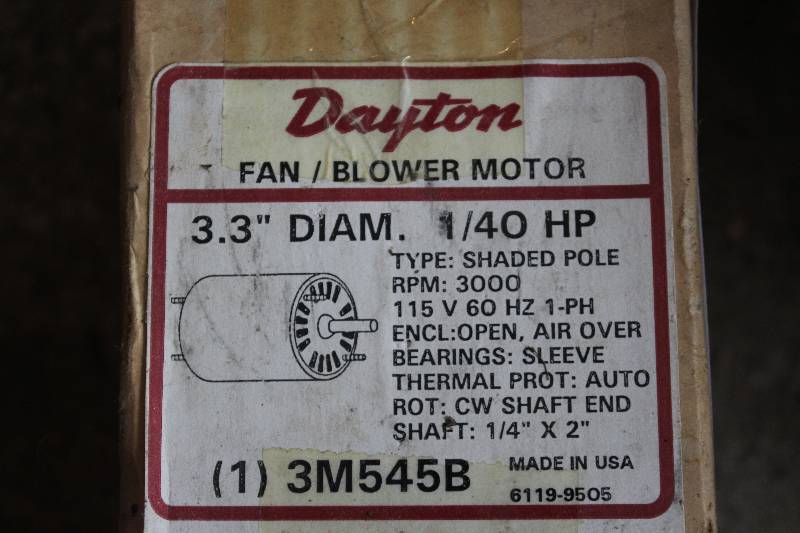 Dayton
FAN / BLOWER MOTOR
3.3" DIAM. 1/40 HP
TYPE: SHADED POLE
RPM: 3000
115 V 60 HZ 1-PH
ENCL:OPEN, AIR OVER
BEARINGS: SLEEVE
THERMAL PROT: AUTO
ROT: CW SHAFT END
SHAFT: 1/4" X 2"
(1) 3M545B
MADE IN USA
6119-9505